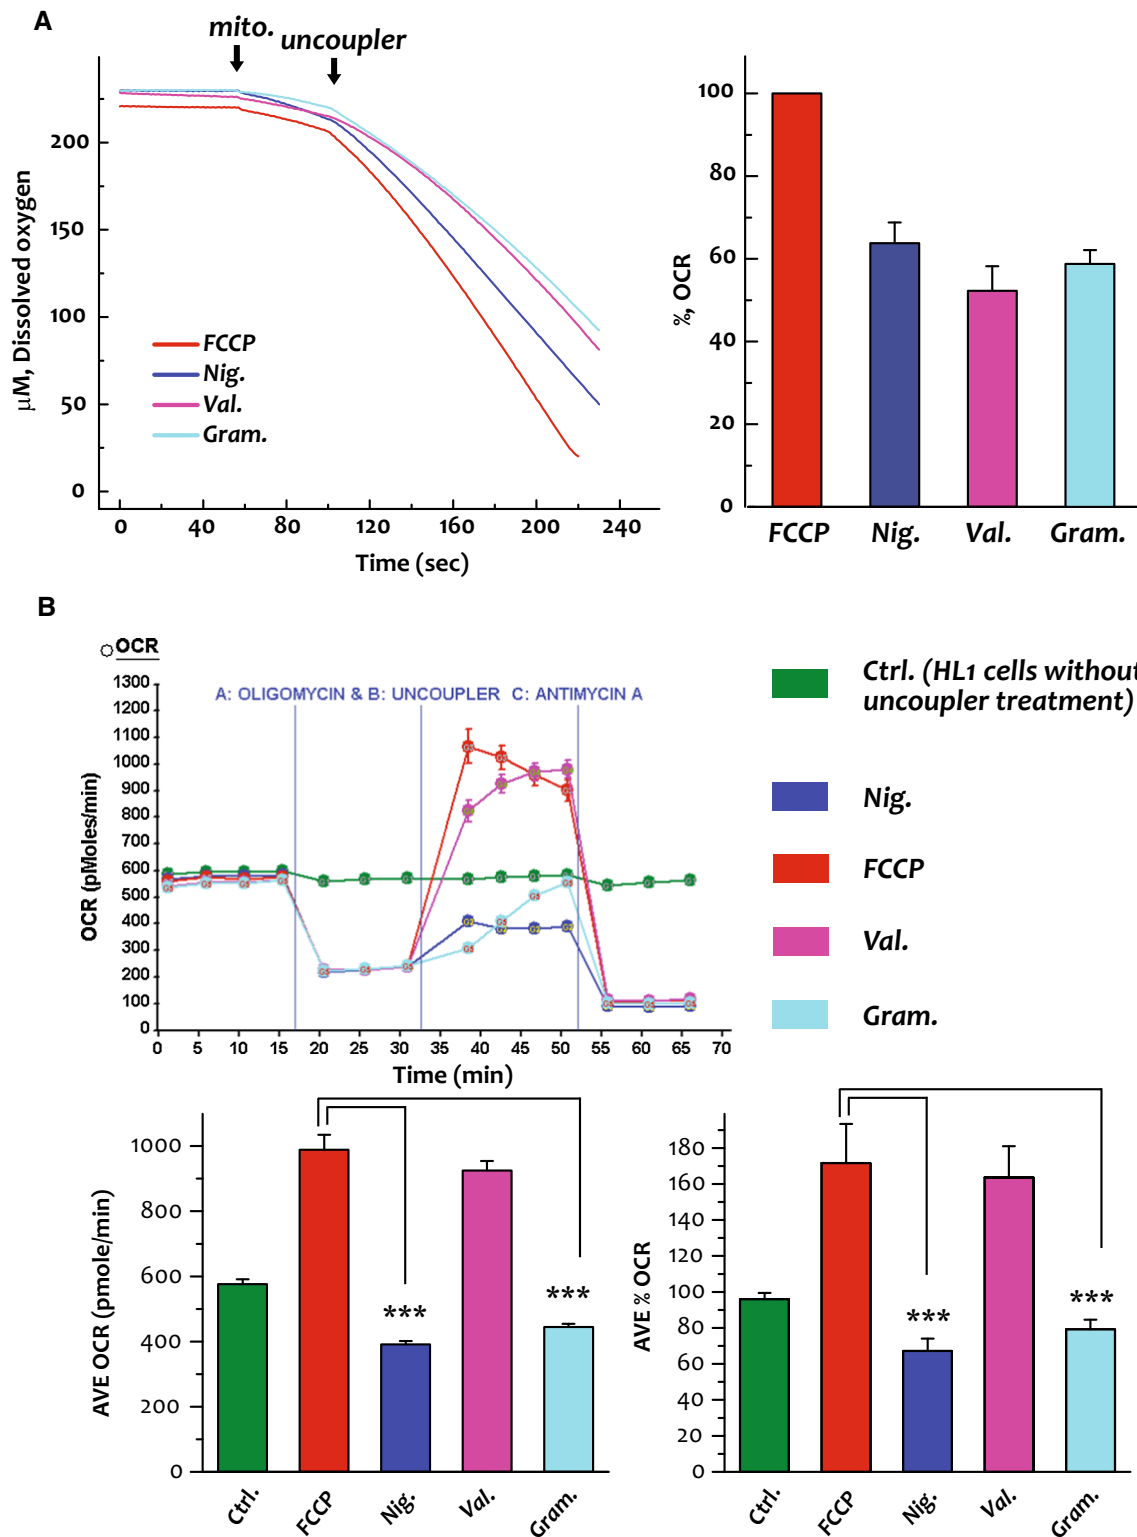 A
mito. uncoupler
μM, Dissolved oxygen
200
150
100
50
0
FCCP
Nig.
Val.
Gram.
0 40 80 120 160 200 240
Time (sec)
%, OCR
100
80
60
40
20
0
FCCP Nig. Val. Gram.
B
OCR
A: OLIGOMYCIN & B: UNCOUPLER C: ANTIMYCIN A
OCR (pMoles/min)
1300
1200
1100
1000
900
800
700
600
500
400
300
200
100
0
0 5 10 15 20 25 30 35 40 45 50 55 60 65 70
Time (min)
Ctrl. (HL1 cells without
uncoupler treatment)
Nig.
FCCP
Val.
Gram.
AVE OCR (pmole/min)
1000
800
600
400
200
0
***
***
Ctrl. FCCP Nig. Val. Gram.
AVE % OCR
180
160
140
120
100
80
60
40
20
0
***
***
Ctrl. FCCP Nig. Val. Gram.